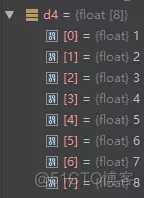 d4 = {float [8]}
[0] = {float} 1
[1] = {float} 2
[2] = {float} 3
[3] = {float} 4
[4] = {float} 5
[5] = {float} 6
[6] = {float} 7
[7] = {float} 8
@51CTO博客